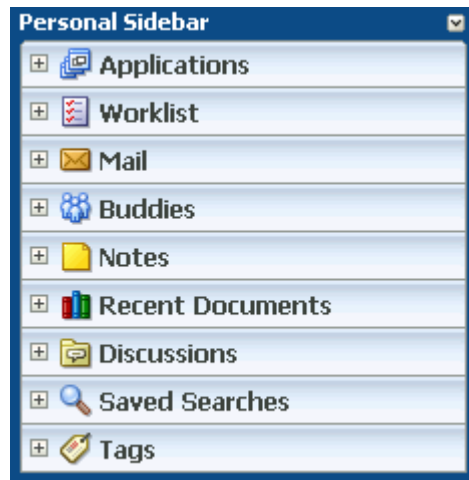 Personal Sidebar
Applications
Worklist
Mail
Buddies
Notes
Recent Documents
Discussions
Saved Searches
Tags